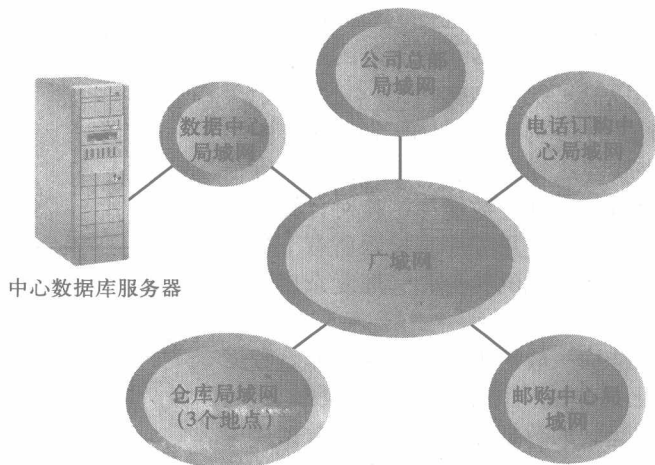 公司总部
局域网
数据中心
局域网
电话订购中
心局域网
广域网
中心数据库服务器
仓库局域网
（3个地点）
邮购中心局
域网